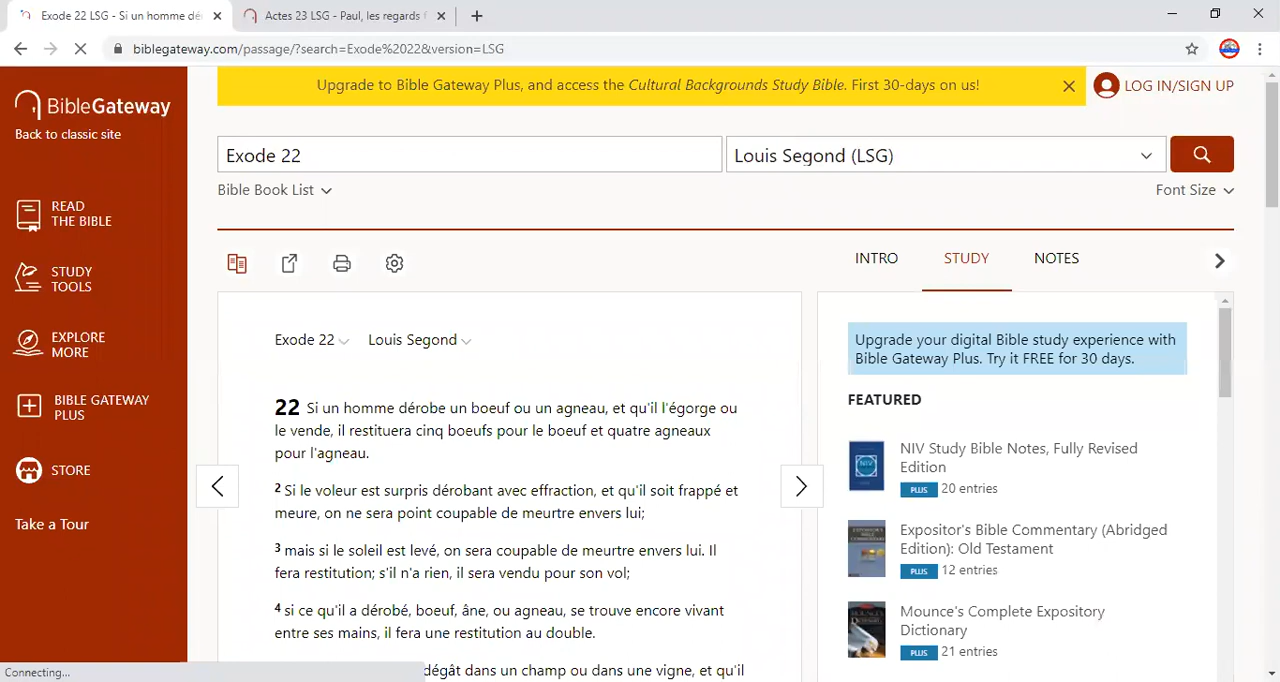 Exode 22 LSG - Si un homme dé
Actes 23 LSG - Paul, les regards f
biblegateway.com/passage/?search=Exode%2022&version=LSG
BibleGateway
Back to classic site
READ
THE BIBLE
STUDY
TOOLS
EXPLORE
MORE
BIBLE GATEWAY
PLUS
STORE
Take a Tour
Upgrade to Bible Gateway Plus, and access the Cultural Backgrounds Study Bible. First 30-days on us!
LOG IN/SIGN UP
Exode 22
Louis Segond (LSG)
Bible Book List
Font Size
INTRO
STUDY
NOTES
Exode 22
Louis Segond
22 Si un homme dérobe un boeuf ou un agneau, et qu'il l'égorge ou
le vende, il restituera cinq boeufs pour le boeuf et quatre agneaux
pour l'agneau.
2 Si le voleur est surpris dérobant avec effraction, et qu'il soit frappé et
meure, on ne sera point coupable de meurtre envers lui;
3 mais si le soleil est levé, on sera coupable de meurtre envers lui. Il
fera restitution; s'il n'a rien, il sera vendu pour son vol;
4 si ce qu'il a dérobé, boeuf, âne, ou agneau, se trouve encore vivant
entre ses mains, il fera une restitution au double.
dégât dans un champ ou dans une vigne, et qu'il
Upgrade your digital Bible study experience with
Bible Gateway Plus. Try it FREE for 30 days.
FEATURED
NIV Study Bible Notes, Fully Revised
Edition
PLUS 20 entries
Expositor's Bible Commentary (Abridged
Edition): Old Testament
PLUS 12 entries
Mounce's Complete Expository
Dictionary
PLUS 21 entries
Connecting...